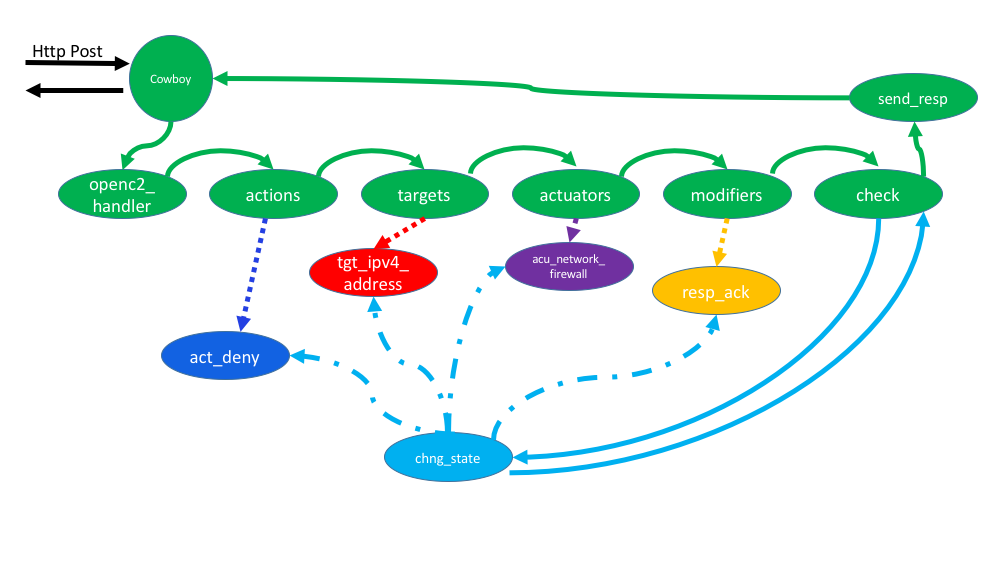 Http Post
Cowboy
send_resp
openc2_
handler
actions
targets
actuators
modifiers
check
tgt_ipv4_
address
acu_network_
firewall
resp_ack
act_deny
chng_state